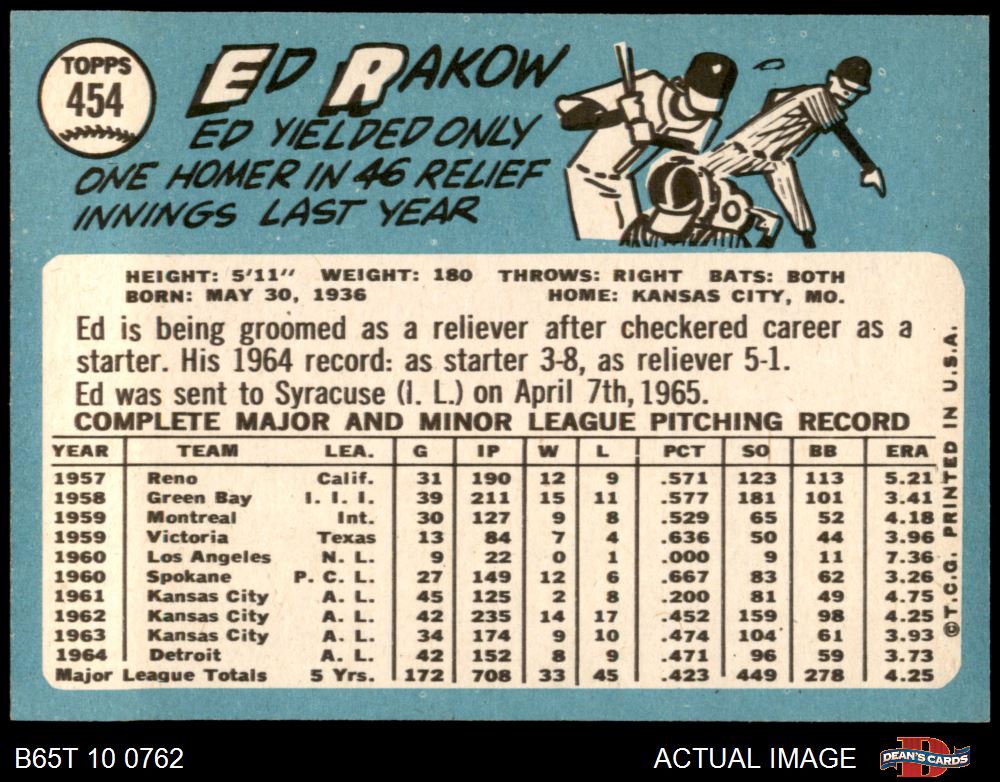 TOPPS
454
ED RAKOW
ED YIELDED ONLY
ONE HOMER IN 46 RELIEF
INNINGS LAST YEAR
HEIGHT: 5'11" WEIGHT: 180 THROWS: RIGHT BATS: BOTH
BORN: MAY 30, 1936 HOME: KANSAS CITY, MO.
Ed is being groomed as a reliever after checkered career as a
starter. His 1964 record: as starter 3-8, as reliever 5-1.
Ed was sent to Syracuse (I. L.) on April 7th, 1965.
COMPLETE MAJOR AND MINOR LEAGUE PITCHING RECORD
YEAR TEAM LEA. G IP W L PCT SO BB ERA
1957 Reno Calif. 31 190 12 9 .571 123 113 5.21
1958 Green Bay I. I. I. 39 211 15 11 .577 181 101 3.41
1959 Montreal Int. 30 127 9 8 .529 65 52 4.18
1959 Victoria Texas 13 84 7 4 .636 50 44 3.96
1960 Los Angeles N. L. 9 22 0 1 .000 9 11 7.36
1960 Spokane P. C. L. 27 149 12 6 .667 83 62 3.26
1961 Kansas City A. L. 45 125 2 8 .200 81 49 4.75
1962 Kansas City A. L. 42 235 14 17 .452 159 98 4.25
1963 Kansas City A. L. 34 174 9 10 .474 104 61 3.93
1964 Detroit A. L. 42 152 8 9 .471 96 59 3.73
Major League Totals 5 Yrs. 172 708 33 45 .423 449 278 4.25
©T.C.G. PRINTED IN U.S.A.
B65T 10 0762
ACTUAL IMAGE
DEAN'S CARDS